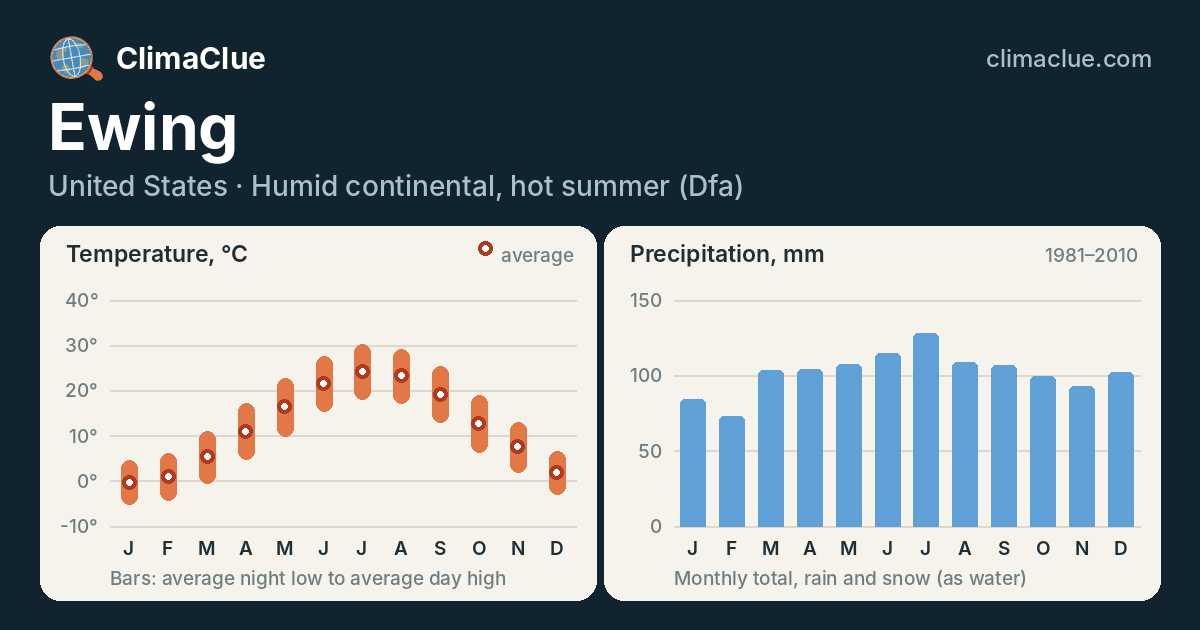 ClimaClue
climaclue.com
Ewing
United States · Humid continental, hot summer (Dfa)
Temperature, °C
average
40°
30°
20°
10°
0°
-10°
J F M A M J J A S O N D
Bars: average night low to average day high
Precipitation, mm
1981–2010
150
100
50
0
J F M A M J J A S O N D
Monthly total, rain and snow (as water)